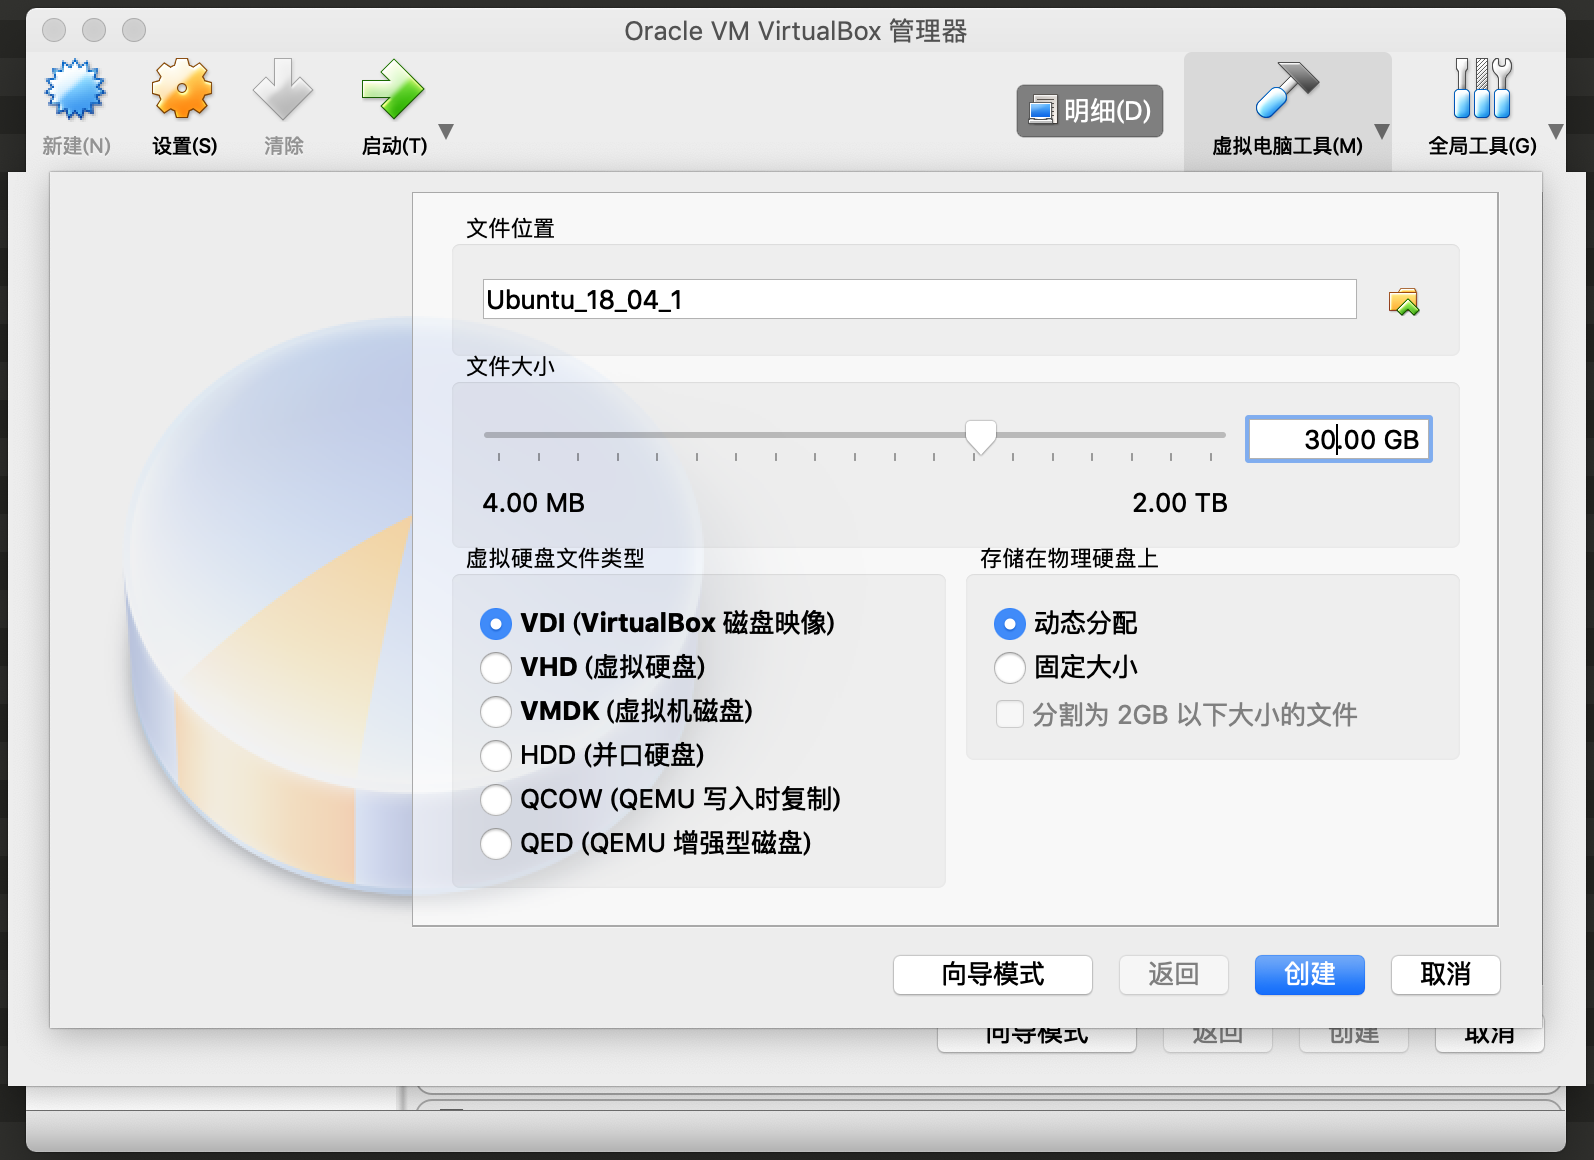 Oracle VM VirtualBox 管理器
新建(N)
设置(S)
清除
启动(T)
明细(D)
虚拟电脑工具(M)
全局工具(G)
文件位置
Ubuntu_18_04_1
文件大小
30.00 GB
4.00 MB
2.00 TB
虚拟硬盘文件类型
VDI (VirtualBox 磁盘映像)
VHD (虚拟硬盘)
VMDK (虚拟机磁盘)
HDD (并口硬盘)
QCOW (QEMU 写入时复制)
QED (QEMU 增强型磁盘)
存储在物理硬盘上
动态分配
固定大小
分割为 2GB 以下大小的文件
向导模式
返回
创建
取消
向导模式
返回
创建
取消